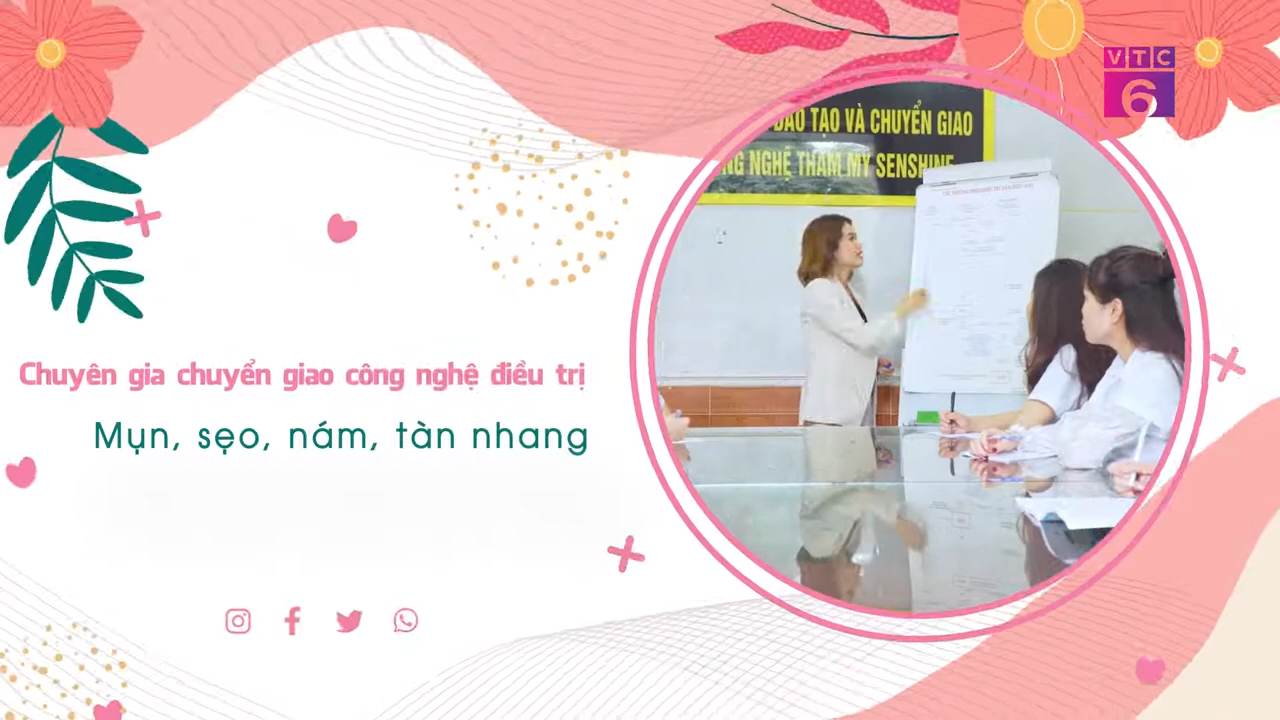 VTC
6
ĐÀO TẠO VÀ CHUYỂN GIAO
NGHỆ THẨM MỸ SENSHINE
Chuyên gia chuyển giao công nghệ điều trị
Mụn, sẹo, nám, tàn nhang